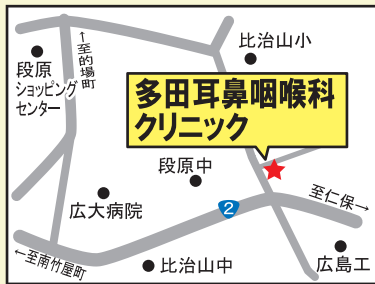 ←至的場町
比治山小
段原
ショッピング
センター
多田耳鼻咽喉科
クリニック
段原中
広大病院
2
至仁保→
←至南竹屋町
比治山中
広島工